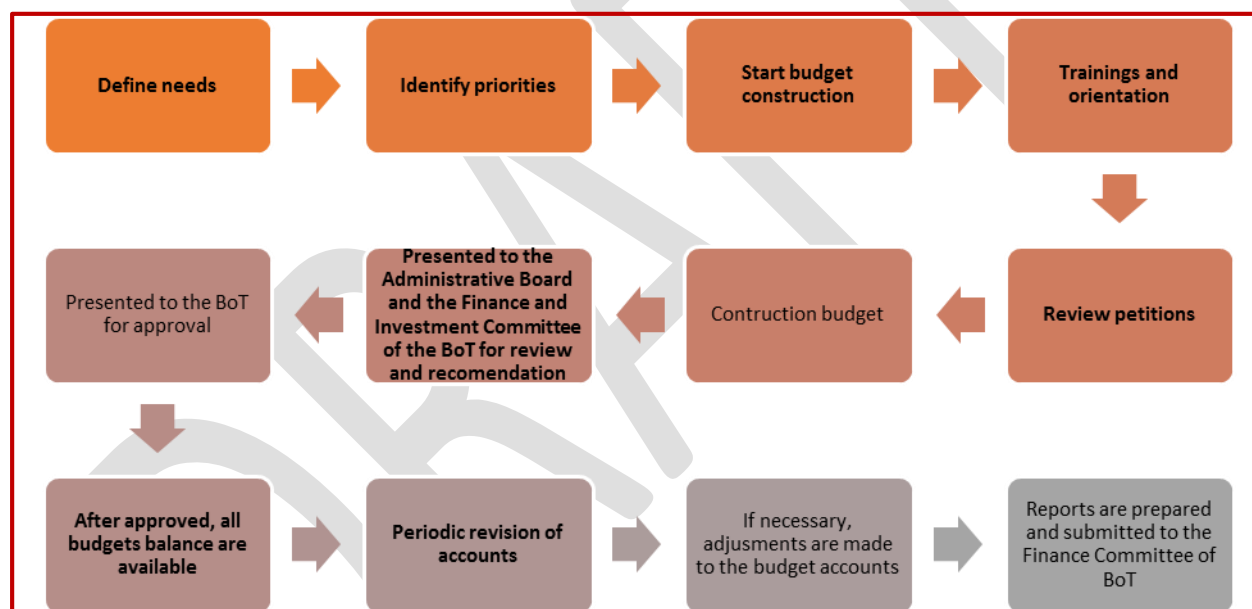 Define needs
Identify priorities
Start budget
construction
Trainings and
orientation
Review petitions
Contruction budget
Presented to the
Administrative Board
and the Finance and
Investment Committee
of the BoT for review
and recomendation
Presented to the BoT
for approval
After approved, all
budgets balance are
available
Periodic revision of
accounts
If necessary,
adjusments are made
to the budget accounts
Reports are prepared
and submitted to the
Finance Committee of
BoT